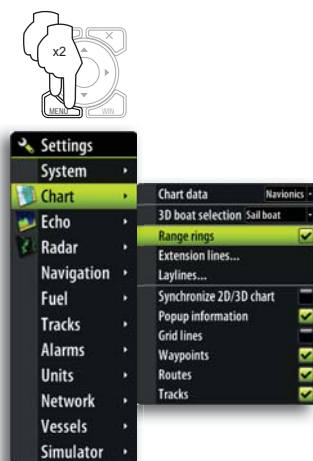 x2
MENU
WIN
Settings
System
Chart
Echo
Radar
Navigation
Fuel
Tracks
Alarms
Units
Network
Vessels
Simulator
Chart data Navionics
3D boat selection Sail boat
Range rings
Extension lines...
Laylines...
Synchronize 2D/3D chart
Popup information
Grid lines
Waypoints
Routes
Tracks